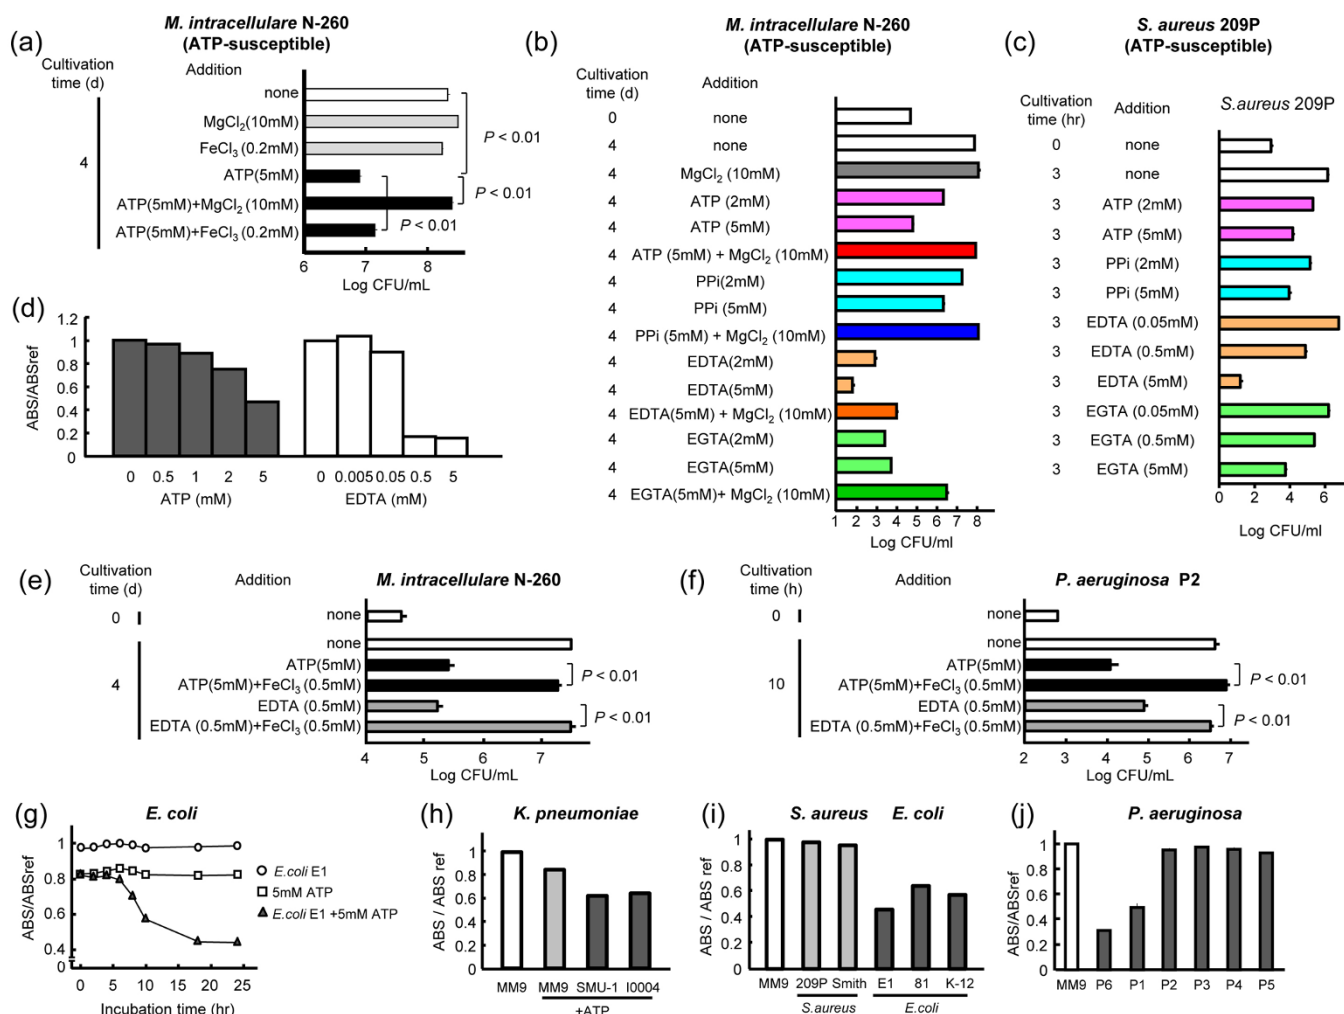 (a)
M. intracellulare N-260
(ATP-susceptible)
Cultivation
time (d)
Addition
none
MgCl2(10mM)
FeCl3 (0.2mM)
4
ATP(5mM)
ATP(5mM)+MgCl2 (10mM)
ATP(5mM)+FeCl3 (0.2mM)
P < 0.01
P < 0.01
P < 0.01
6 7 8
Log CFU/mL
(b)
M. intracellulare N-260
(ATP-susceptible)
Cultivation
time (d)
Addition
0 none
4 none
4 MgCl2 (10mM)
4 ATP (2mM)
4 ATP (5mM)
4 ATP (5mM) + MgCl2 (10mM)
4 PPi(2mM)
4 PPi (5mM)
4 PPi (5mM) + MgCl2 (10mM)
4 EDTA(2mM)
4 EDTA(5mM)
4 EDTA(5mM) + MgCl2 (10mM)
4 EGTA(2mM)
4 EGTA(5mM)
4 EGTA(5mM)+ MgCl2 (10mM)
1 2 3 4 5 6 7 8
Log CFU/ml
(c)
S. aureus 209P
(ATP-susceptible)
Cultivation
time (hr)
Addition
S.aureus 209P
0 none
3 none
3 ATP (2mM)
3 ATP (5mM)
3 PPi (2mM)
3 PPi (5mM)
3 EDTA (0.05mM)
3 EDTA (0.5mM)
3 EDTA (5mM)
3 EGTA (0.05mM)
3 EGTA (0.5mM)
3 EGTA (5mM)
0 2 4 6
Log CFU/ml
(d)
ABS/ABSref
1.2
1
0.8
0.6
0.4
0.2
0
0 0.5 1 2 5
ATP (mM)
0 0.005 0.05 0.5 5
EDTA (mM)
(e)
Cultivation
time (d)
Addition
M. intracellulare N-260
0
none
4
none
ATP(5mM)
ATP(5mM)+FeCl3 (0.5mM)
EDTA (0.5mM)
EDTA (0.5mM)+FeCl3 (0.5mM)
P < 0.01
P < 0.01
4 5 6 7
Log CFU/mL
(f)
Cultivation
time (h)
Addition
P. aeruginosa P2
0
none
10
none
ATP(5mM)
ATP(5mM)+FeCl3 (0.5mM)
EDTA (0.5mM)
EDTA (0.5mM)+FeCl3 (0.5mM)
P < 0.01
P < 0.01
2 3 4 5 6 7
Log CFU/mL
(g)
E. coli
ABS/ABSref
1
0.8
0.6
0.4
0
0 5 10 15 20 25
Incubation time (hr)
E.coli E1
5mM ATP
E.coli E1 +5mM ATP
(h)
K. pneumoniae
ABS / ABS ref
1
0.8
0.6
0.4
0.2
0
MM9 MM9 SMU-1 I0004
+ATP
(i)
S. aureus E. coli
ABS / ABS ref
1
0.8
0.6
0.4
0.2
0
MM9 209P Smith E1 81 K-12
S.aureus E.coli
(j)
P. aeruginosa
ABS/ABSref
1
0.8
0.6
0.4
0.2
0
MM9 P6 P1 P2 P3 P4 P5